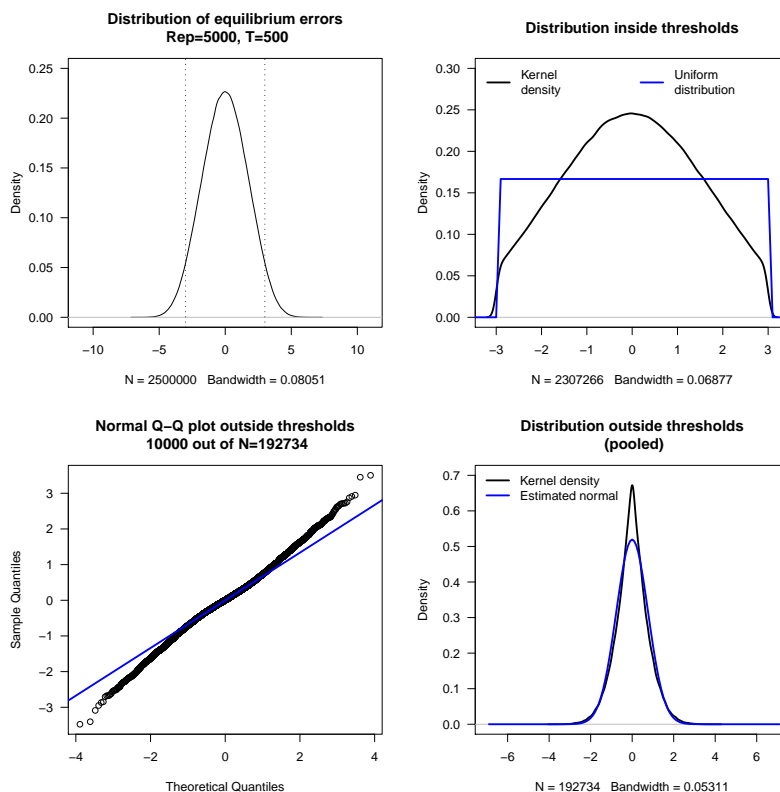 Distribution of equilibrium errors
Rep=5000, T=500
Density
0.25
0.20
0.15
0.10
0.05
0.00
−10 −5 0 5 10
N = 2500000 Bandwidth = 0.08051
Distribution inside thresholds
Kernel density
Uniform distribution
Density
0.30
0.25
0.20
0.15
0.10
0.05
0.00
−3 −2 −1 0 1 2 3
N = 2307266 Bandwidth = 0.06877
Normal Q−Q plot outside thresholds
10000 out of N=192734
Sample Quantiles
3
2
1
0
−1
−2
−3
−4 −2 0 2 4
Theoretical Quantiles
Distribution outside thresholds
(pooled)
Kernel density
Estimated normal
Density
0.7
0.6
0.5
0.4
0.3
0.2
0.1
0.0
−6 −4 −2 0 2 4 6
N = 192734 Bandwidth = 0.05311